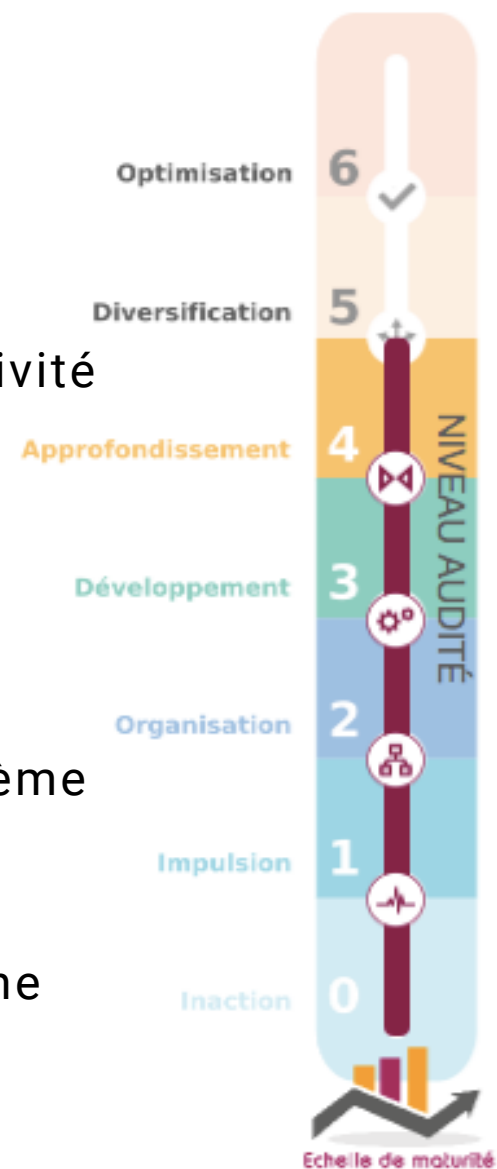 Optimisation 6
Diversification 5
ivité
Approfondissement 4
NIVEAU AUDITÉ
Développement 3
Organisation 2
ème
Impulsion 1
ne
Inaction 0
Echelle de maturité